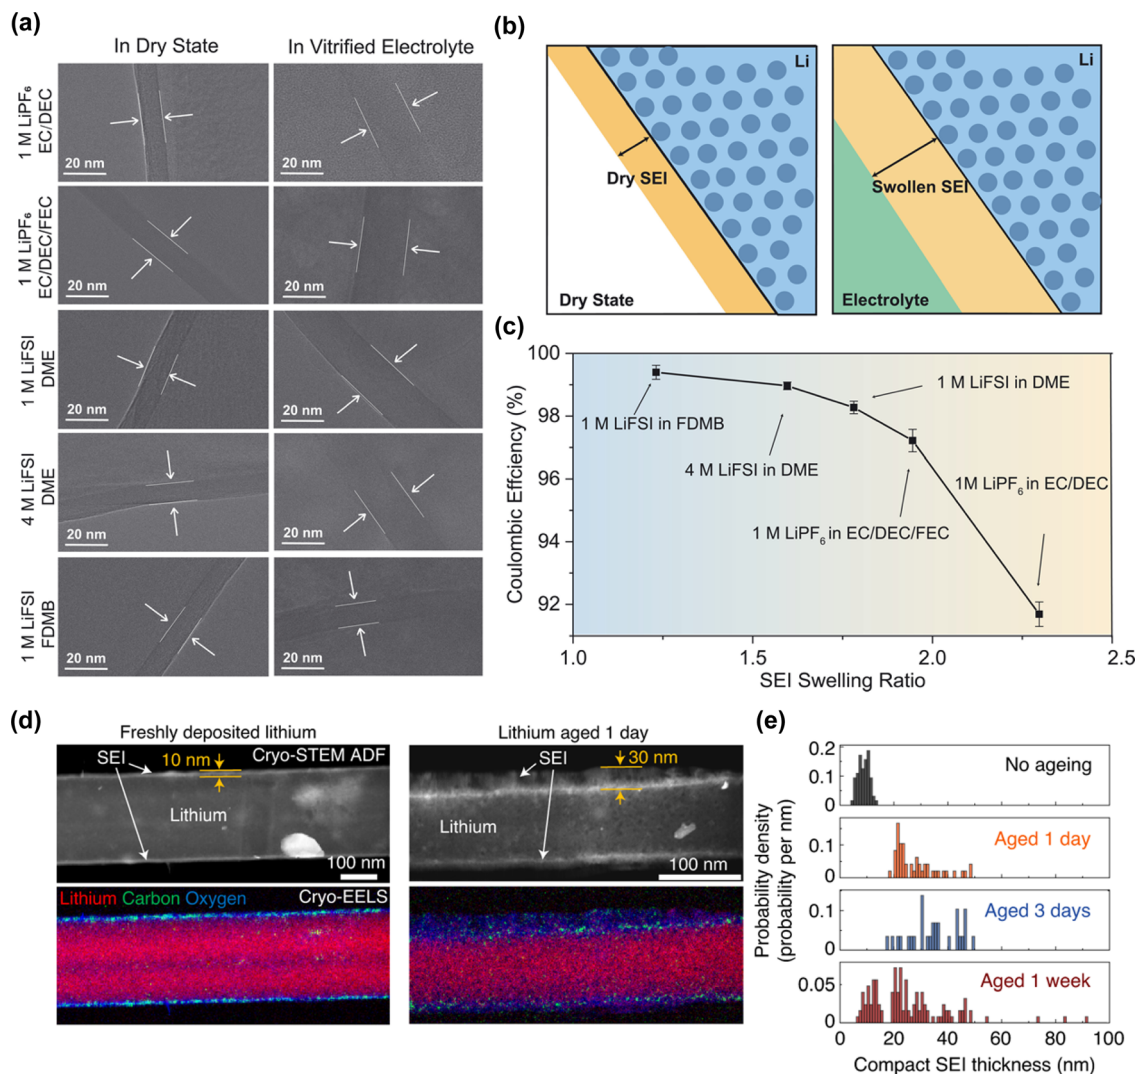 (a)
In Dry State
In Vitrified Electrolyte
1 M LiPF₆
EC/DEC
20 nm
20 nm
1 M LiPF₆
EC/DEC/FEC
20 nm
20 nm
1 M LiFSI
DME
20 nm
20 nm
4 M LiFSI
DME
20 nm
20 nm
1 M LiFSI
FDMB
20 nm
20 nm
(b)
Li
Dry SEI
Dry State
Li
Swollen SEI
Electrolyte
(c)
Coulombic Effciency (%)
100
98
96
94
92
1 M LiFSI in FDMB
4 M LiFSI in DME
1 M LiFSI in DME
1 M LiPF₆ in EC/DEC/FEC
1M LiPF₆ in EC/DEC
1.0
1.5
2.0
2.5
SEI Swelling Ratio
(d)
Freshly deposited lithium
SEI
10 nm
Cryo-STEM ADF
Lithium
100 nm
Lithium Carbon Oxygen
Cryo-EELS
Lithium aged 1 day
SEI
30 nm
Lithium
SEI
100 nm
(e)
Probability density
(probability per nm)
0.2
0.1
0
No ageing
0.1
0
Aged 1 day
0.1
0
Aged 3 days
0.05
0
Aged 1 week
0
20
40
60
80
100
Compact SEI thickness (nm)